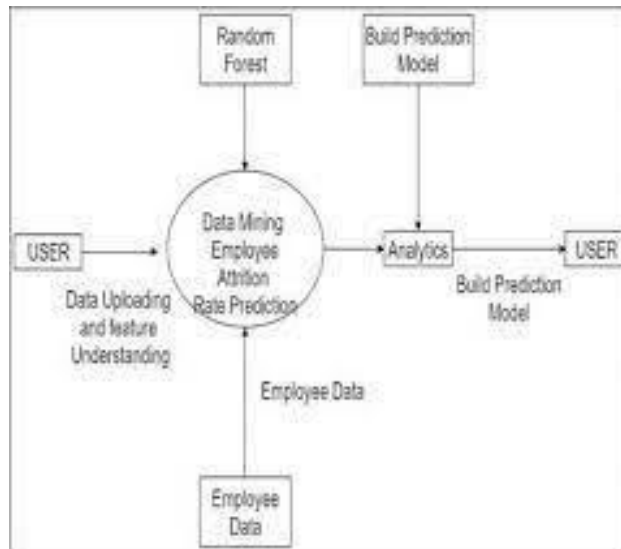 Random
Forest
Build Prediction
Model
Data Mining
Employee
Attrition
Rate Prediction
USER
Analytics
USER
Data Uploading
and feature
Understanding
Build Prediction
Model
Employee Data
Employee
Data